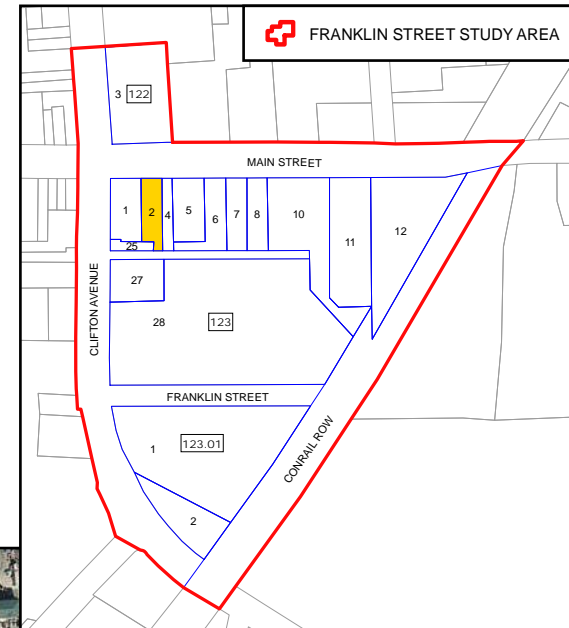 FRANKLIN STREET STUDY AREA
3 122
MAIN STREET
1 2 4 5 6 7 8 10 11 12
25
27
CLIFTON AVENUE
28 123
FRANKLIN STREET
1 123.01
CONRAIL ROW
2